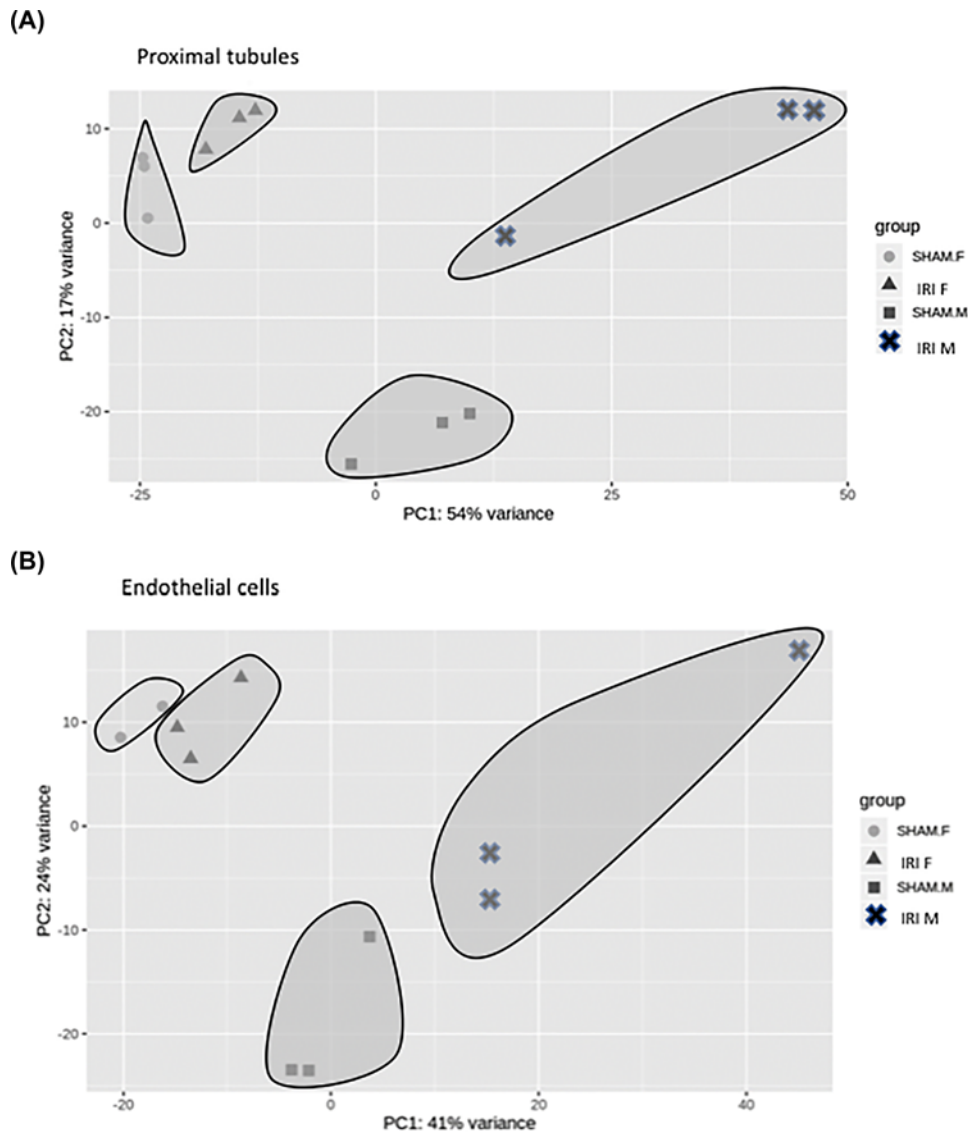 (A)
Proximal tubules
10
0
-10
-20
PC2: 17% variance
-25
0
25
50
PC1: 54% variance
group
SHAM.F
IRI F
SHAM.M
IRI M
(B)
Endothelial cells
10
0
-10
-20
PC2: 24% variance
-20
0
20
40
PC1: 41% variance
group
SHAM.F
IRI F
SHAM.M
IRI M